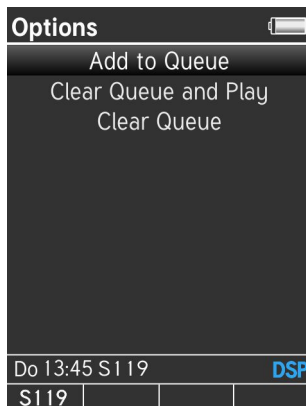 Options
Add to Queue
Clear Queue and Play
Clear Queue
Do 13:45 S119 DSP
S119